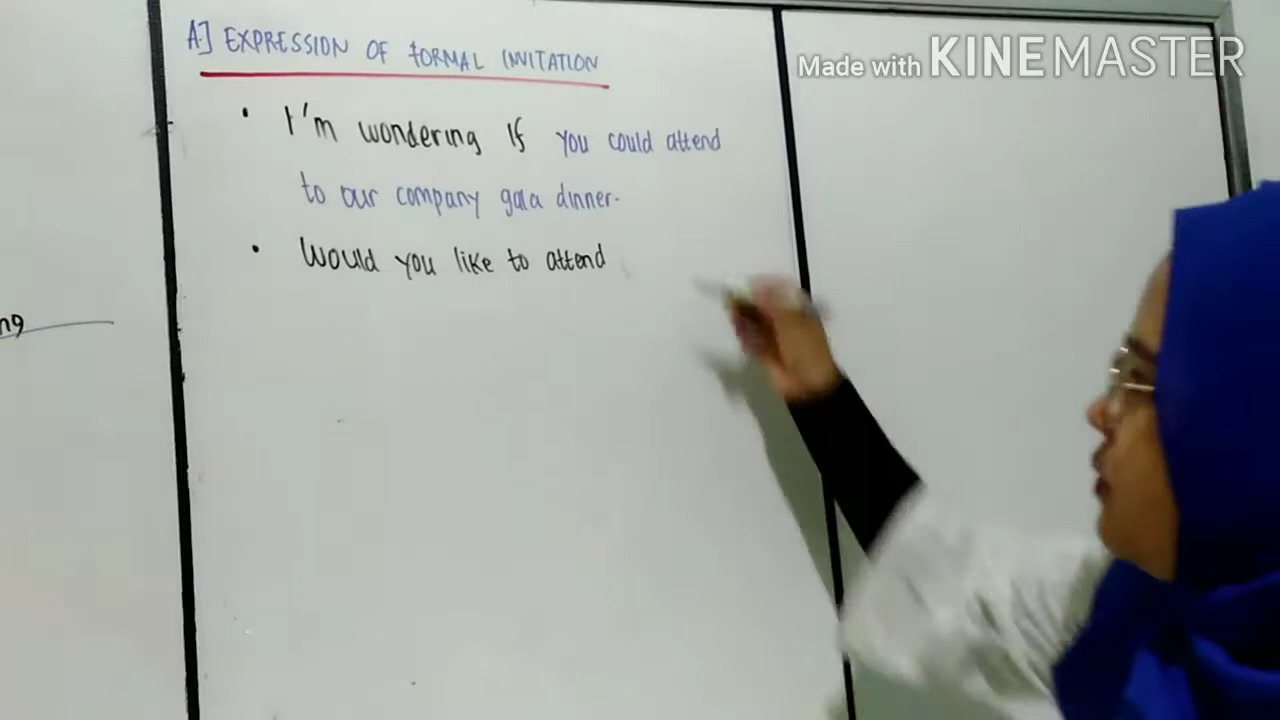 A.] EXPRESSION OF FORMAL INVITATION
Made with KINEMASTER
• I'm wondering If you could attend
to our company gala dinner.
• Would you like to attend
ng